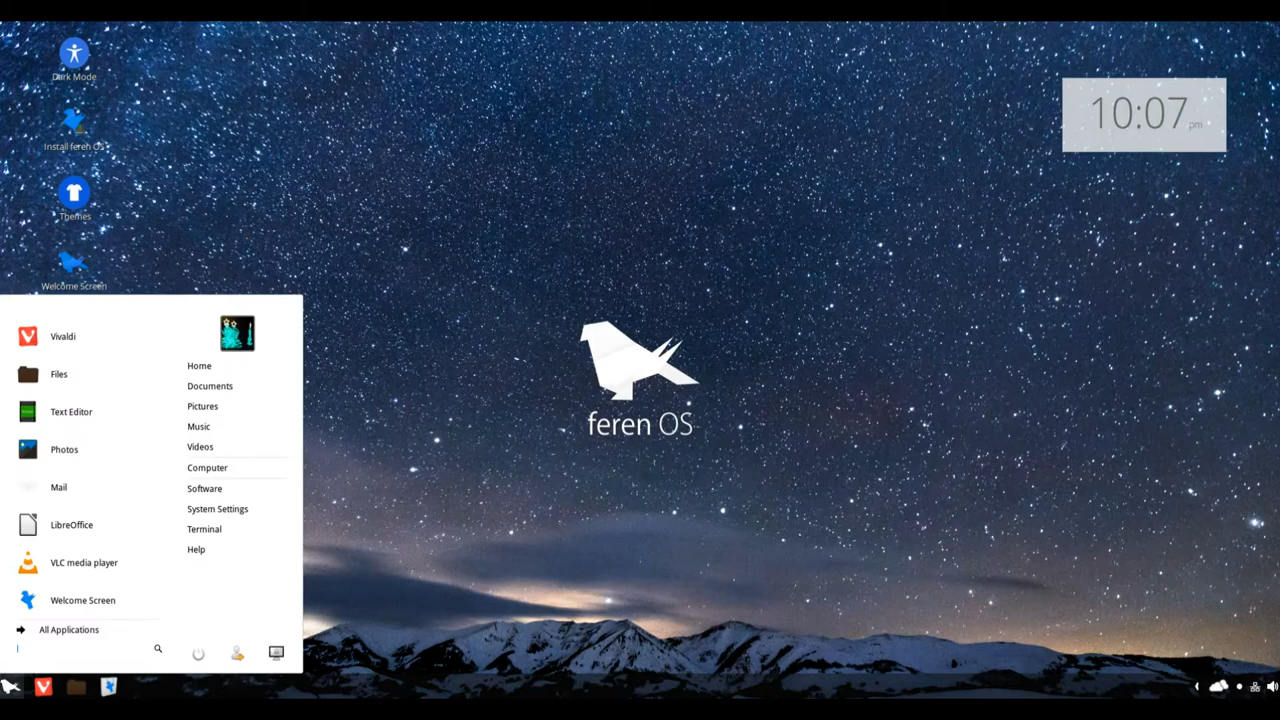 Dark Mode
Install feren OS
Themes
Welcome Screen
10:07 pm
feren OS
Vivaldi
Files
Text Editor
Photos
Mail
LibreOffice
VLC media player
Welcome Screen
All Applications
Home
Documents
Pictures
Music
Videos
Computer
Software
System Settings
Terminal
Help